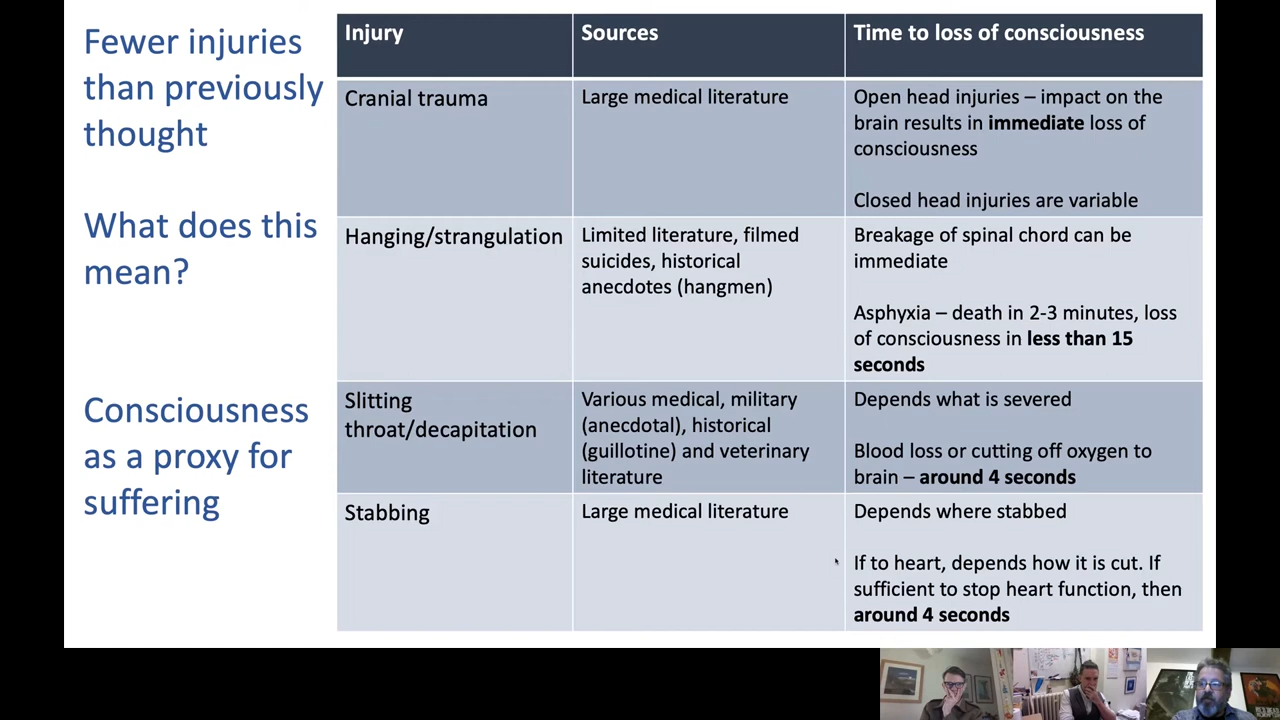 Fewer injuries
than previously
thought
What does this
mean?
Consciousness
as a proxy for
suffering
Injury
Sources
Time to loss of consciousness
Cranial trauma
Large medical literature
Open head injuries – impact on the
brain results in immediate loss of
consciousness
Closed head injuries are variable
Hanging/strangulation
Limited literature, filmed
suicides, historical
anecdotes (hangmen)
Breakage of spinal chord can be
immediate
Asphyxia – death in 2-3 minutes, loss
of consciousness in less than 15
seconds
Slitting
throat/decapitation
Various medical, military
(anecdotal), historical
(guillotine) and veterinary
literature
Depends what is severed
Blood loss or cutting off oxygen to
brain – around 4 seconds
Stabbing
Large medical literature
Depends where stabbed
If to heart, depends how it is cut. If
sufficient to stop heart function, then
around 4 seconds